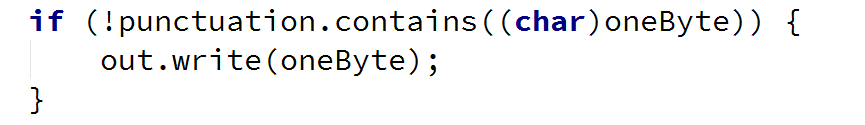 if (!punctuation.contains((char)oneByte)) {
    out.write(oneByte);
}